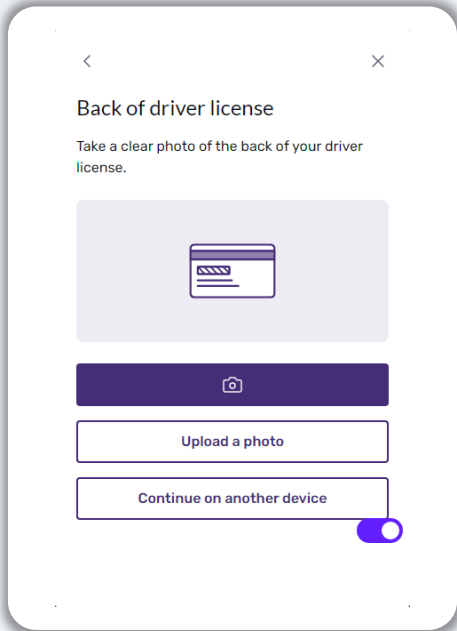 Back of driver license
Take a clear photo of the back of your driver
license.
Upload a photo
Continue on another device